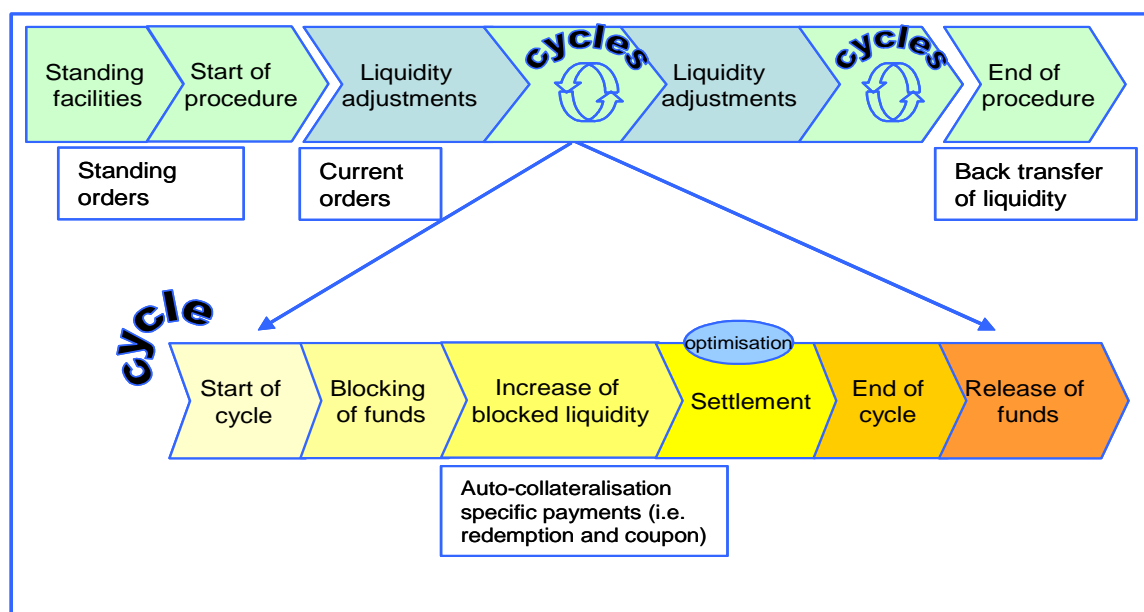 Standing
facilities
Start of
procedure
Liquidity
adjustments
cycles
Liquidity
adjustments
cycles
End of
procedure
Standing
orders
Current
orders
Back transfer
of liquidity
cycle
Start of
cycle
Blocking
of funds
Increase of
blocked liquidity
optimisation
Settlement
End of
cycle
Release of
funds
Auto-collateralisation
specific payments (i.e.
redemption and coupon)